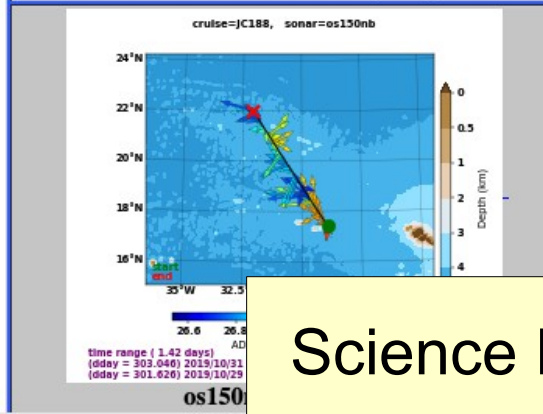 cruise=JC188, sonar=os150nb
24°N
22°N
20°N
18°N
16°N
0
0.5
1
2
3
4
Depth (km)
start
end
35°W 32.5
26.6 26.8
AD
time range ( 1.42 days)
(dday = 303.046) 2019/10/31
(dday = 301.626) 2019/10/29
os150
Science